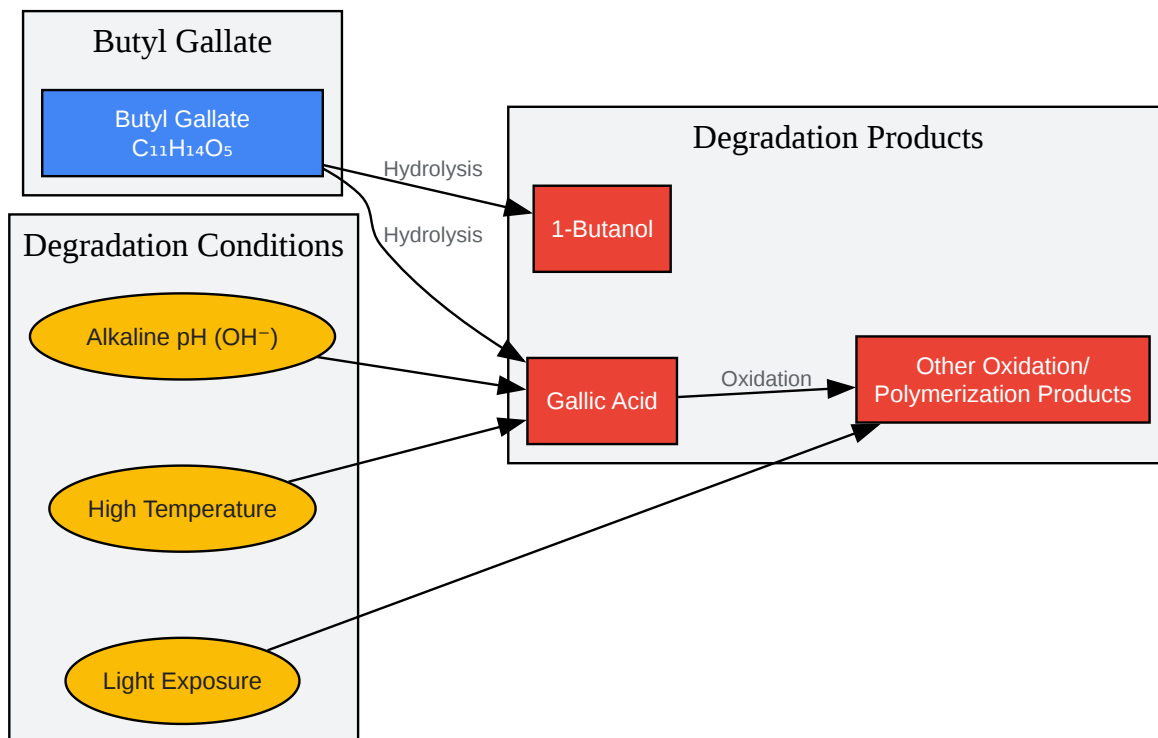 Butyl Gallate
Butyl Gallate
C₁₁H₁₄O₅
Hydrolysis
Hydrolysis
Degradation Conditions
Alkaline pH (OH⁻)
High Temperature
Light Exposure
Degradation Products
1-Butanol
Gallic Acid
Oxidation
Other Oxidation/
Polymerization Products